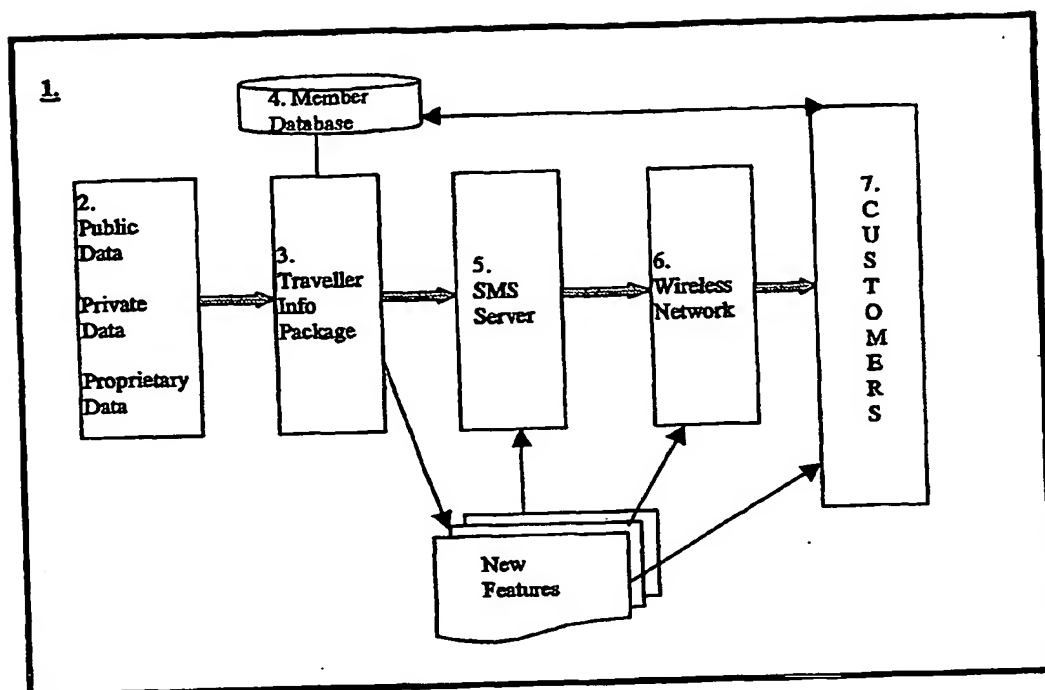 1.
4. Member
Database
2.
Public
Data
Private
Data
Proprietary
Data
3.
Traveller
Info
Package
5.
SMS
Server
6.
Wireless
Network
7.
C
U
S
T
O
M
E
R
S
New
Features